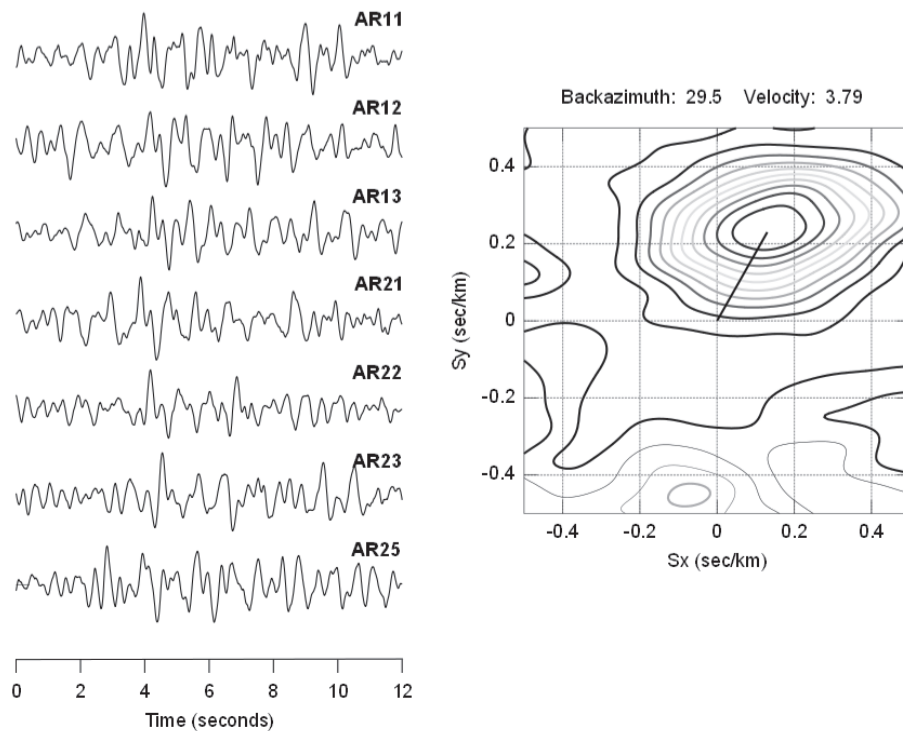 AR11
AR12
AR13
AR21
AR22
AR23
AR25
0 2 4 6 8 10 12
Time (seconds)
Backazimuth: 29.5 Velocity: 3.79
0.4
0.2
0
-0.2
-0.4
Sy (sec/km)
-0.4 -0.2 0 0.2 0.4
Sx (sec/km)